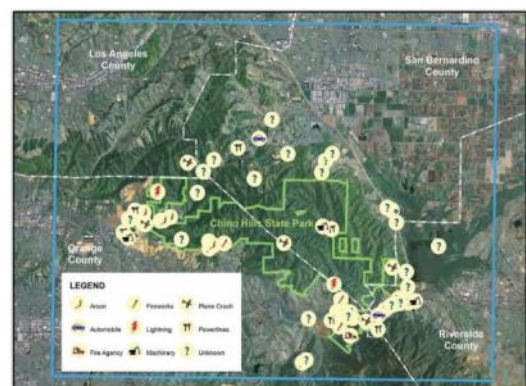 Los Angeles
County
San Bernardino
County
Chino Hills State Park
Orange
County
Riverside
County
LEGEND
Arson
Fireworks
Plane Crash
Automobile
Lightning
Powerlines
Fire Agency
Machinery
Unknown